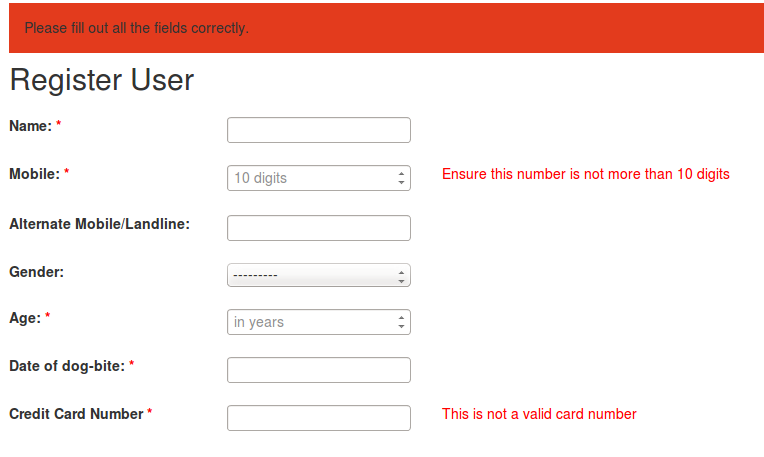 Please fill out all the fields correctly.
Register User
Name: *
Mobile: * 10 digits Ensure this number is not more than 10 digits
Alternate Mobile/Landline:
Gender: ---------
Age: * in years
Date of dog-bite: *
Credit Card Number * This is not a valid card number